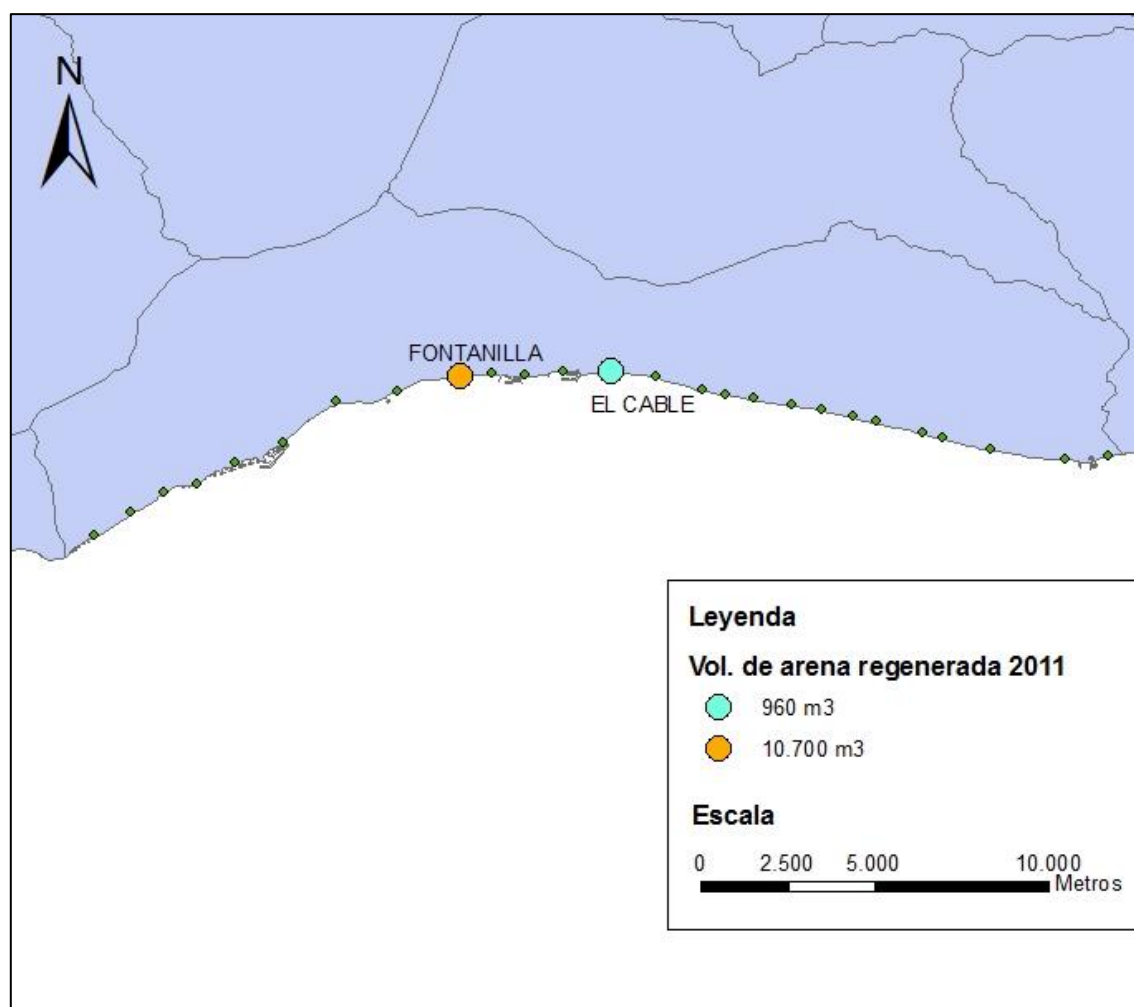 N
FONTANILLA
EL CABLE
Leyenda
Vol. de arena regenerada 2011
960 m3
10.700 m3
Escala
0 2.500 5.000 10.000
Metros